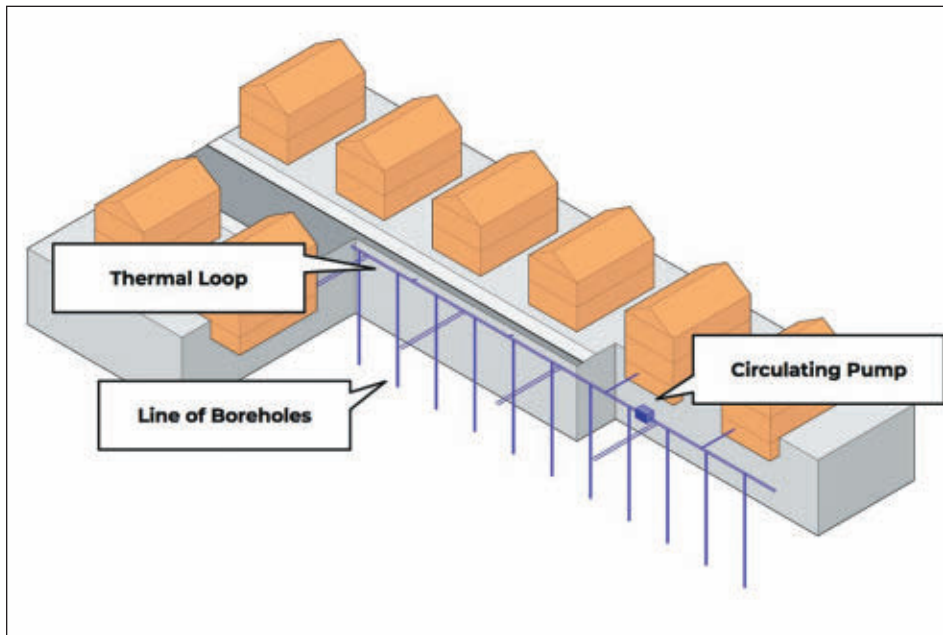 Thermal Loop
Circulating Pump
Line of Boreholes